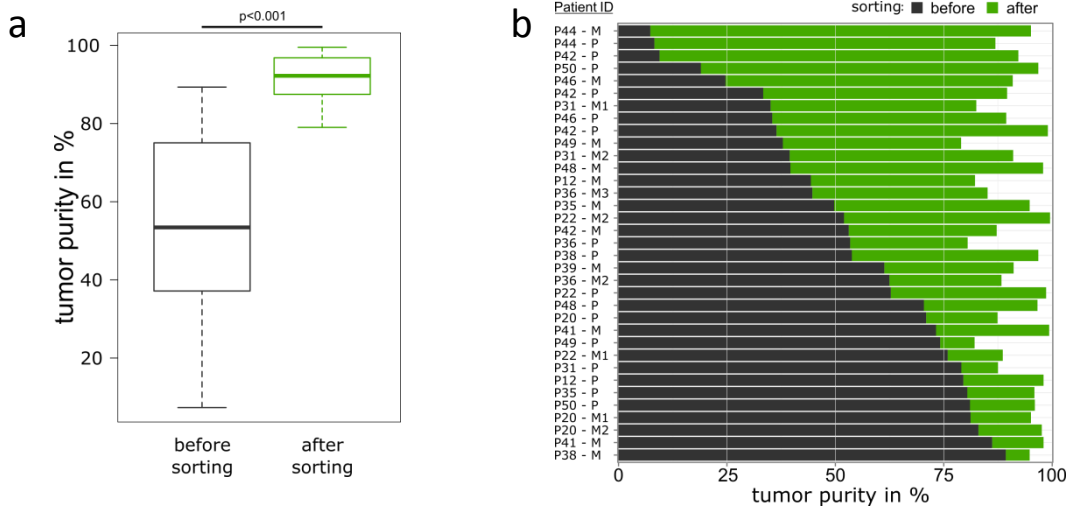 a
p<0.001
tumor purity in %
100
80
60
40
20
before
sorting
after
sorting
b
Patient ID
sorting: before after
P44 - M
P44 - P
P42 - P
P50 - P
P46 - M
P42 - P
P31 - M1
P46 - P
P42 - P
P49 - M
P31 - M2
P48 - M
P12 - M
P36 - M3
P35 - M
P22 - M2
P42 - M
P36 - P
P38 - P
P39 - M
P36 - M2
P22 - P
P48 - P
P20 - P
P41 - M
P49 - P
P22 - M1
P31 - P
P12 - P
P35 - P
P50 - P
P20 - M1
P20 - M2
P41 - M
P38 - M
0 25 50 75 100
tumor purity in %